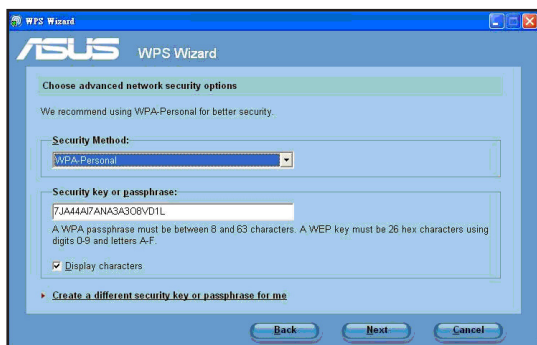 WPS Wizard
ASUS WPS Wizard
Choose advanced network security options
We recommend using WPA-Personal for better security.
Security Method:
WPA-Personal
Security key or passphrase:
7JA44AI7ANA3A3O8VD1L
A WPA passphrase must be between 8 and 63 characters. A WEP key must be 26 hex characters using
digits 0-9 and letters A-F.
Display characters
Create a different security key or passphrase for me
Back Next Cancel